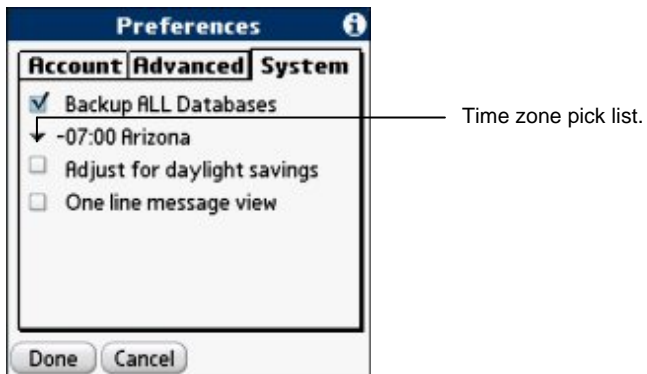 Preferences
Account Advanced System
Backup ALL Databases
-07:00 Arizona
Time zone pick list.
Adjust for daylight savings
One line message view
Done Cancel